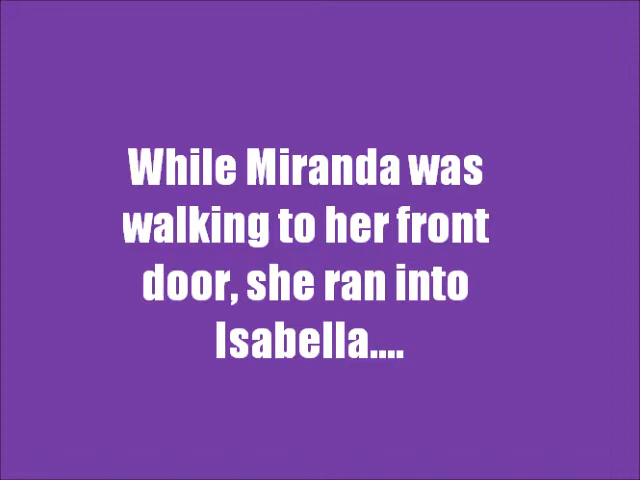 While Miranda was
walking to her front
door, she ran into
Isabella....